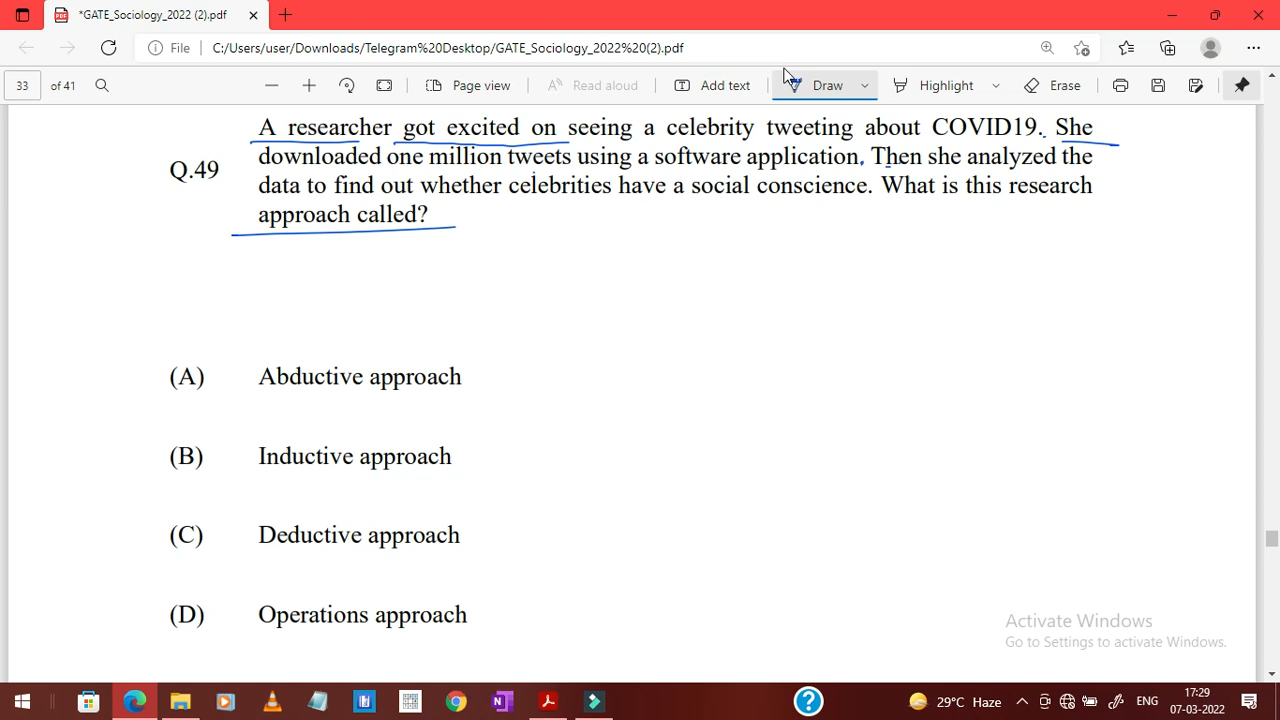 *GATE_Sociology_2022 (2).pdf
File C:/Users/user/Downloads/Telegram%20Desktop/GATE_Sociology_2022%20(2).pdf
33 of 41 Page view Read aloud Add text Draw Highlight Erase
Q.49
A researcher got excited on seeing a celebrity tweeting about COVID19. She
downloaded one million tweets using a software application. Then she analyzed the
data to find out whether celebrities have a social conscience. What is this research
approach called?
(A) Abductive approach
(B) Inductive approach
(C) Deductive approach
(D) Operations approach
Activate Windows
Go to Settings to activate Windows.
29°C Haze ENG 17:29
07-03-2022